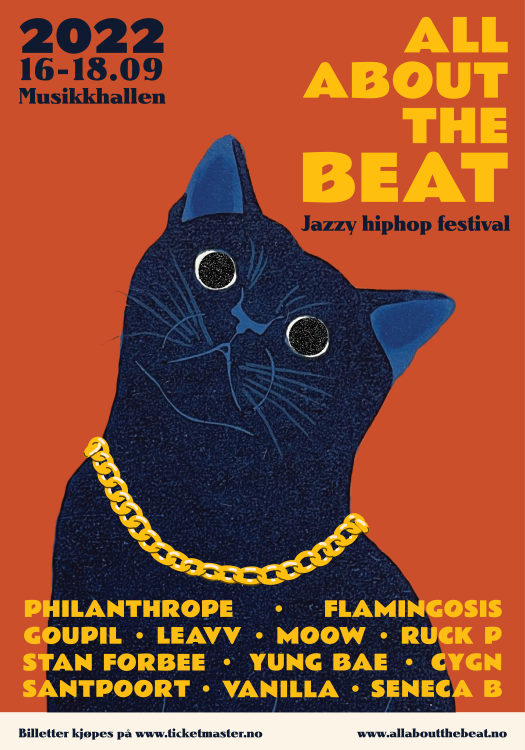 2022
16-18.09
Musikkhallen
ALL
ABOUT
THE
BEAT
Jazzy hiphop festival
PHILANTHROPE • FLAMINGOSIS
GOUPIL • LEAVV • MOOW • RUCK P
STAN FORBEE • YUNG BAE • CYGN
SANTPOORT • VANILLA • SENECA B
Billetter kjøpes på www.ticketmaster.no
www.allaboutthebeat.no